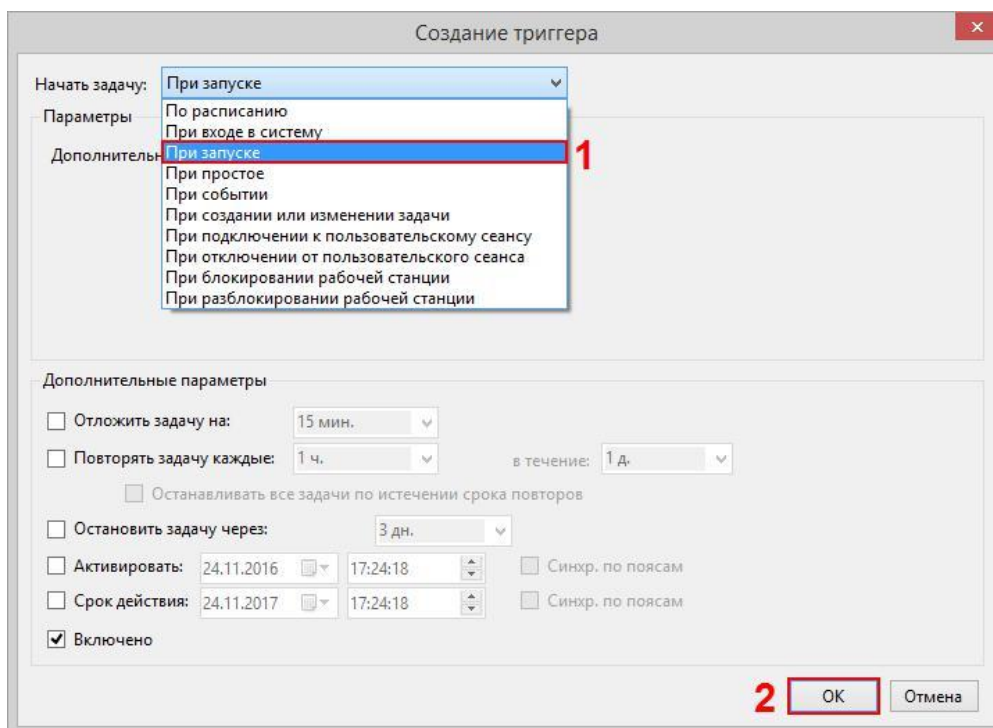 Создание триггера
Начать задачу: При запуске
Параметры
По расписанию
При входе в систему
Дополнитель При запуске 1
При простое
При событии
При создании или изменении задачи
При подключении к пользовательскому сеансу
При отключении от пользовательского сеанса
При блокировании рабочей станции
При разблокировании рабочей станции
Дополнительные параметры
Отложить задачу на: 15 мин.
Повторять задачу каждые: 1 ч. в течение: 1 д.
Останавливать все задачи по истечении срока повторов
Остановить задачу через: 3 дн.
Активировать: 24.11.2016 17:24:18 Синхр. по поясам
Срок действия: 24.11.2017 17:24:18 Синхр. по поясам
Включено
2 ОК Отмена